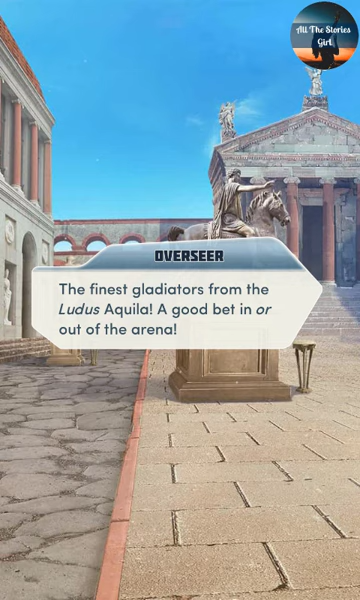 All The Stories
Girl
OVERSEER
The finest gladiators from the
Ludus Aquila! A good bet in or
out of the arena!